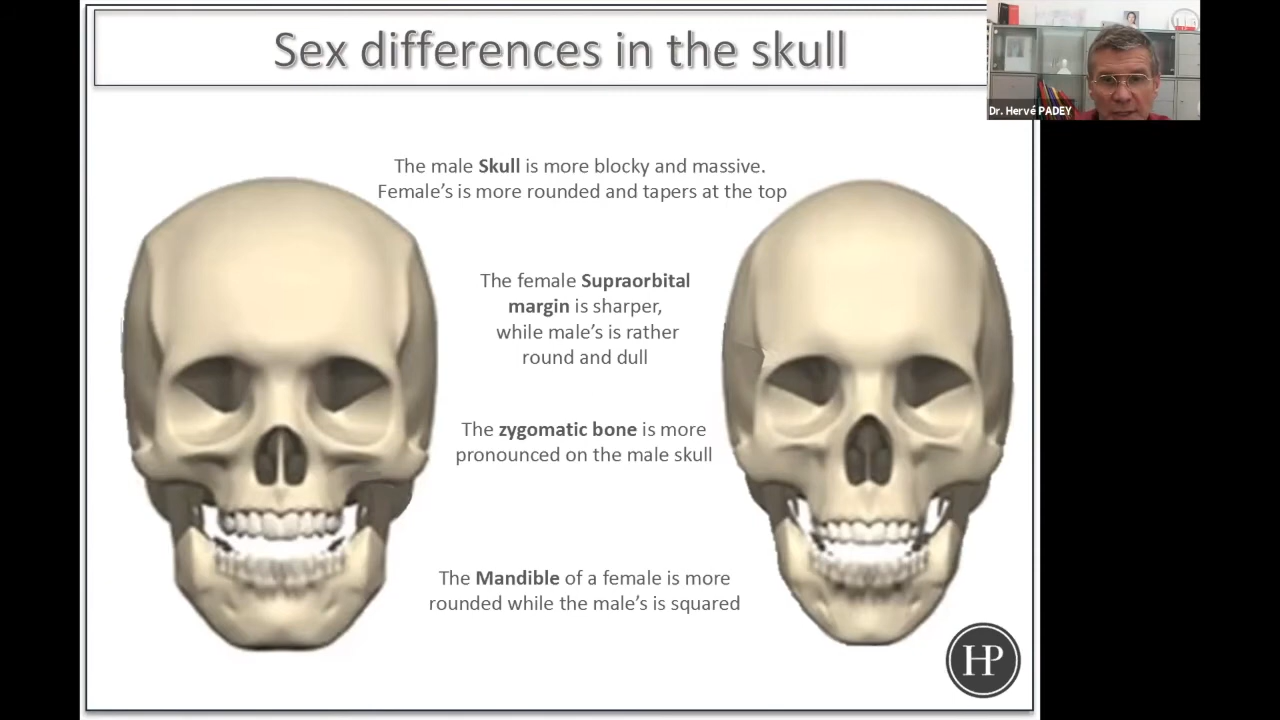 Sex differences in the skull
Dr. Hervé PADEY
The male Skull is more blocky and massive.
Female's is more rounded and tapers at the top
The female Supraorbital
margin is sharper,
while male's is rather
round and dull
The zygomatic bone is more
pronounced on the male skull
The Mandible of a female is more
rounded while the male's is squared
HP